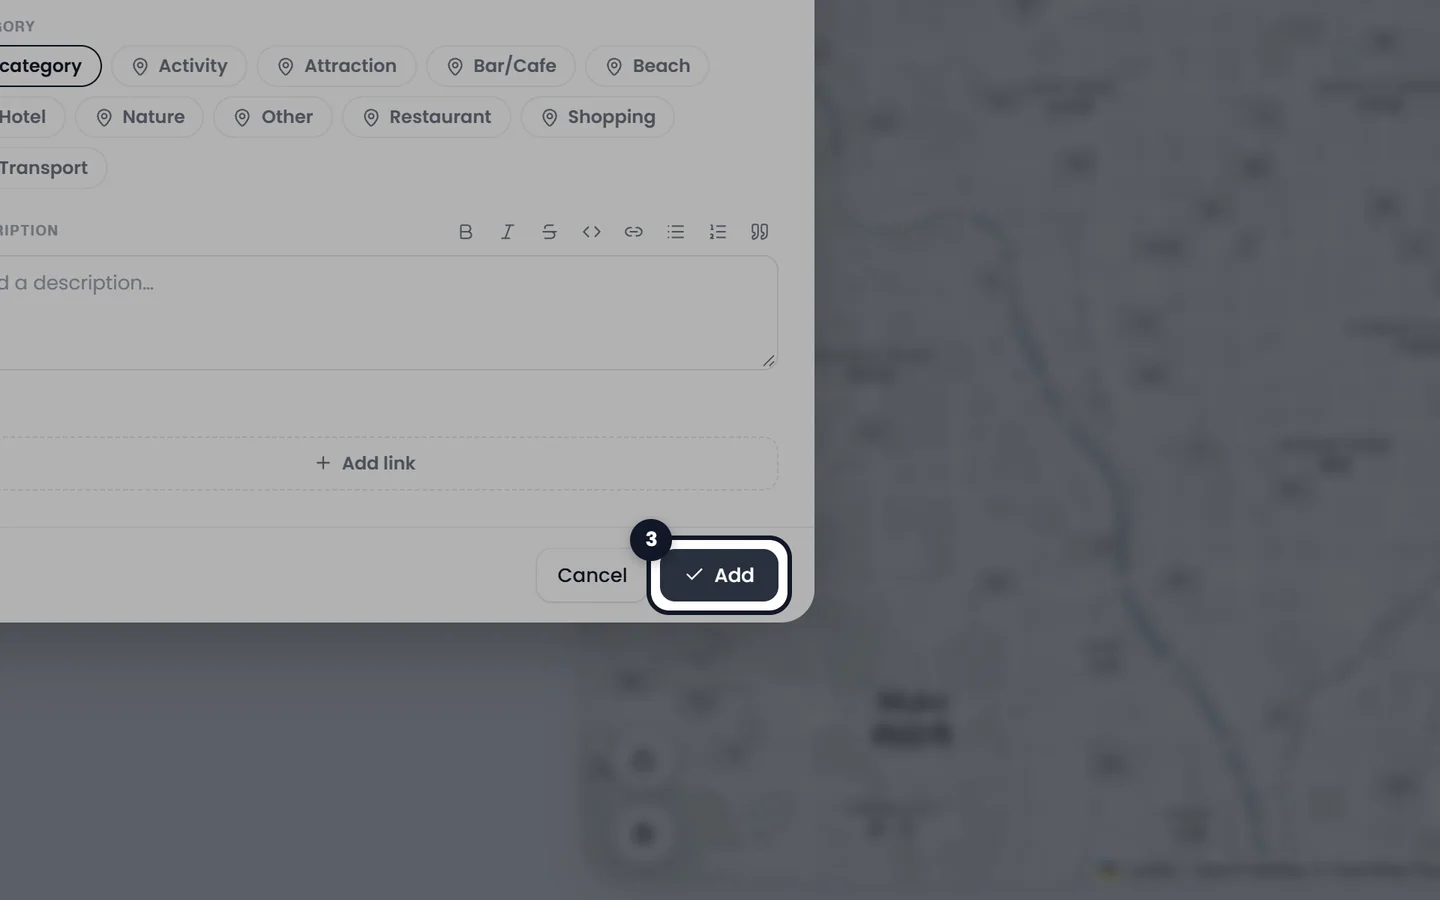 GORY
category Activity Attraction Bar/Cafe Beach
Hotel Nature Other Restaurant Shopping
Transport
RIPTION
d a description...
+ Add link
3
Cancel Add